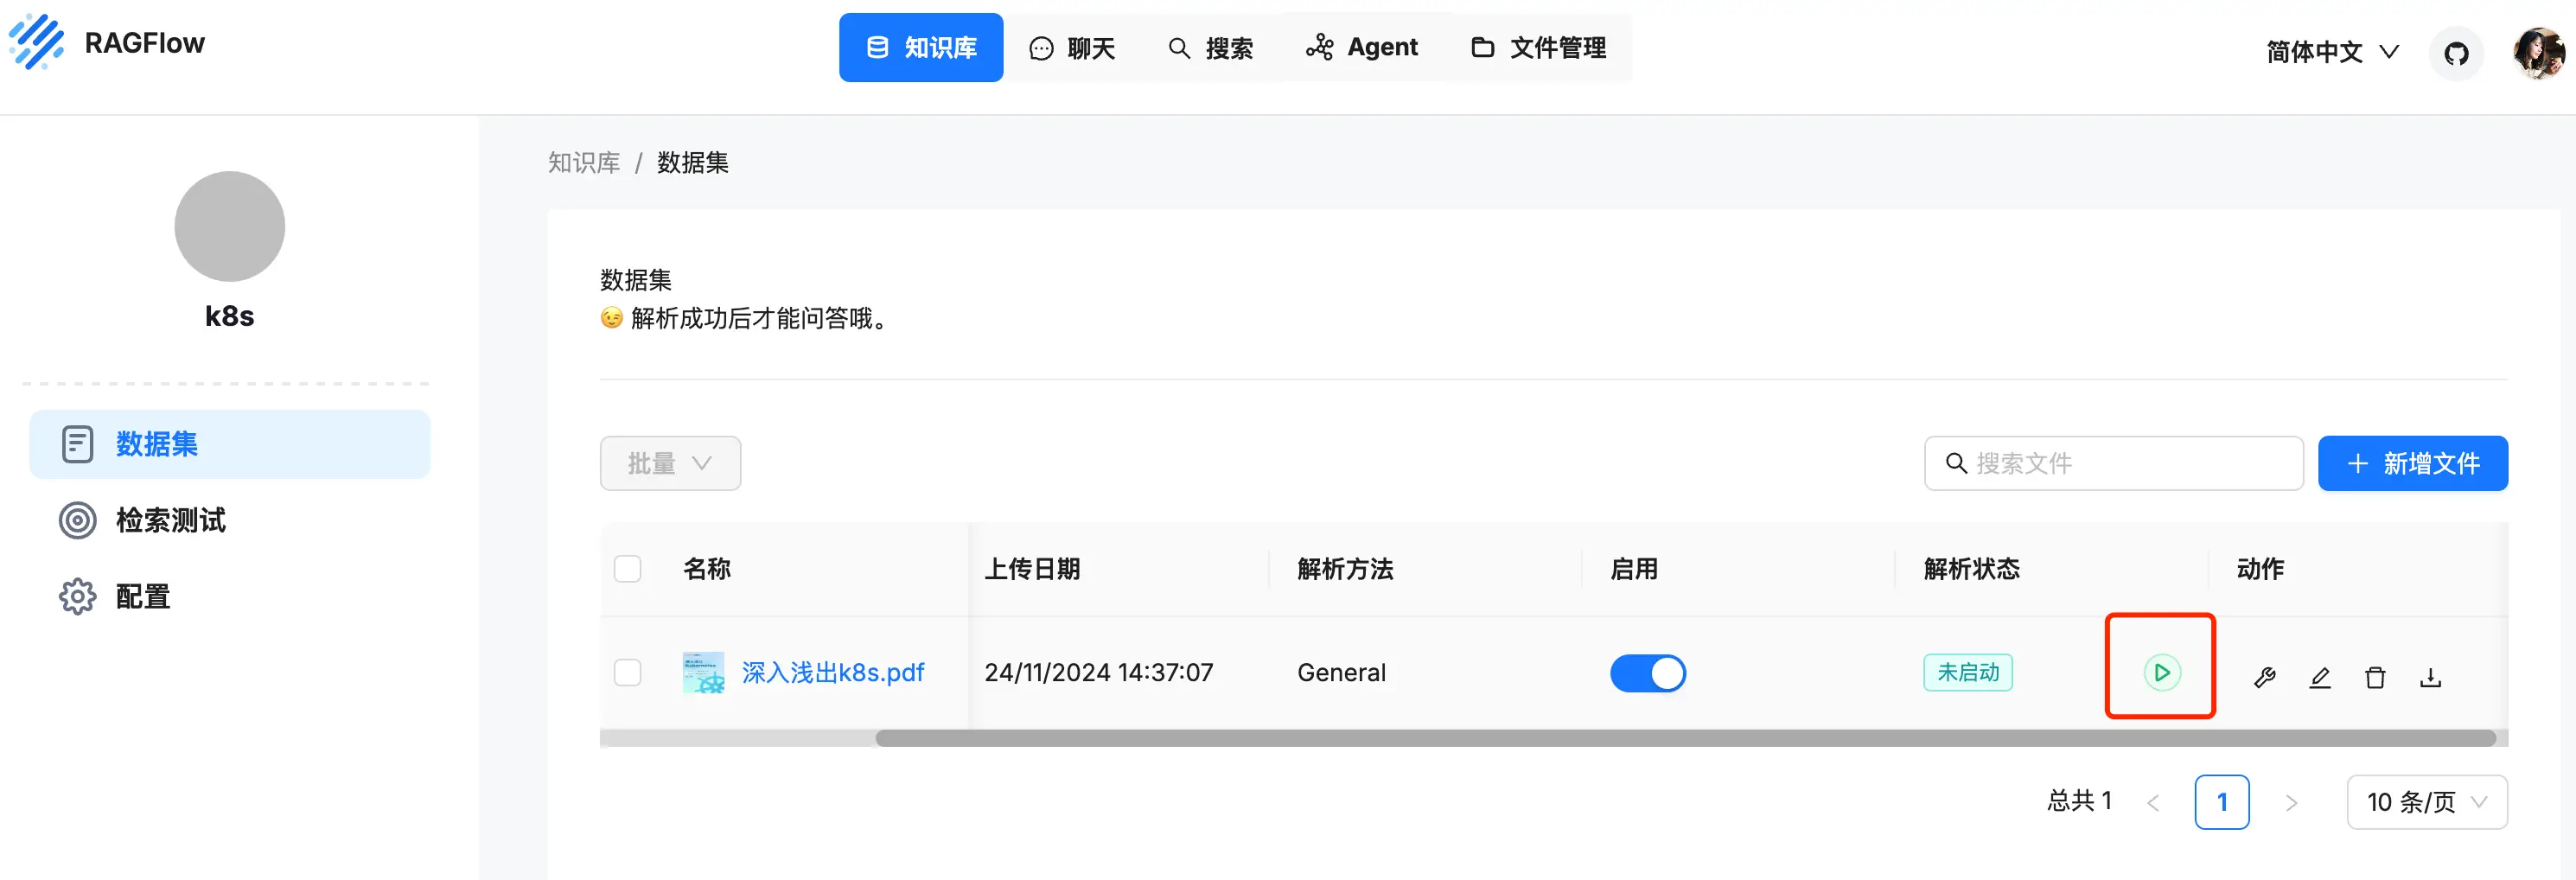 RAGFlow
知识库
聊天
搜索
Agent
文件管理
简体中文
k8s
数据集
检索测试
配置
知识库 / 数据集
数据集
😉 解析成功后才能问答哦。
批量
搜索文件
+ 新增文件
名称 上传日期 解析方法 启用 解析状态 动作
深入浅出k8s.pdf 24/11/2024 14:37:07 General 未启动
总共 1 < 1 > 10 条/页